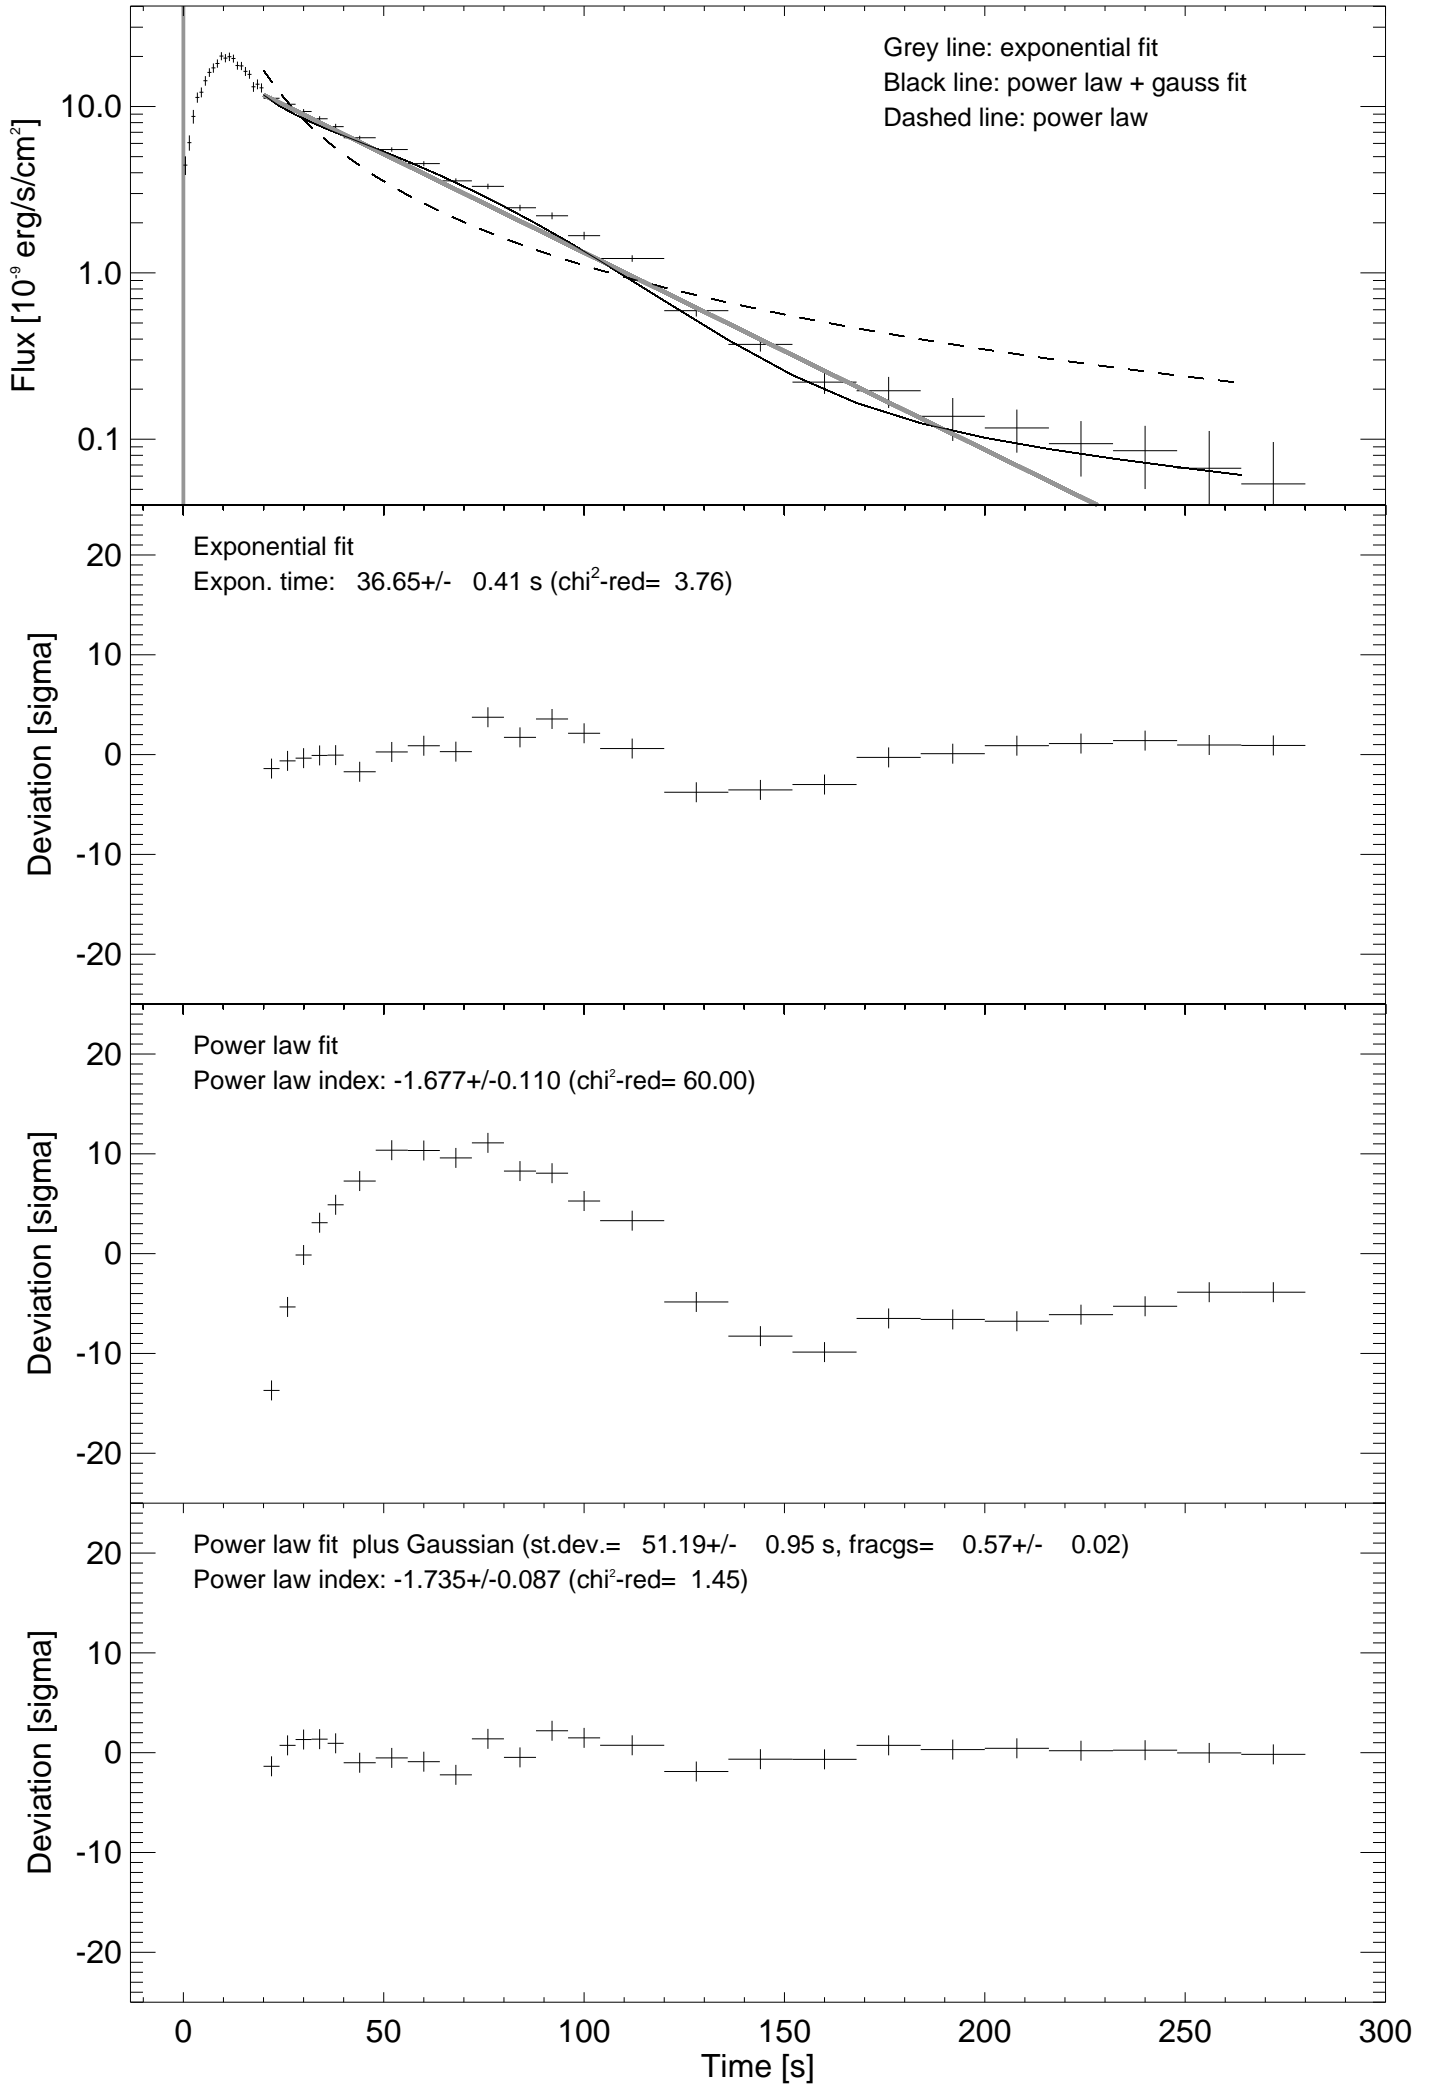 Grey line: exponential fit
Black line: power law + gauss fit
Dashed line: power law
Flux [10⁻⁹ erg/s/cm²]
10.0
1.0
0.1
Exponential fit
Expon. time: 36.65+/- 0.41 s (chi²-red= 3.76)
Deviation [sigma]
20
10
0
-10
-20
Power law fit
Power law index: -1.677+/-0.110 (chi²-red= 60.00)
Deviation [sigma]
20
10
0
-10
-20
Power law fit plus Gaussian (st.dev.= 51.19+/- 0.95 s, fracgs= 0.57+/- 0.02)
Power law index: -1.735+/-0.087 (chi²-red= 1.45)
Deviation [sigma]
20
10
0
-10
-20
0 50 100 150 200 250 300
Time [s]